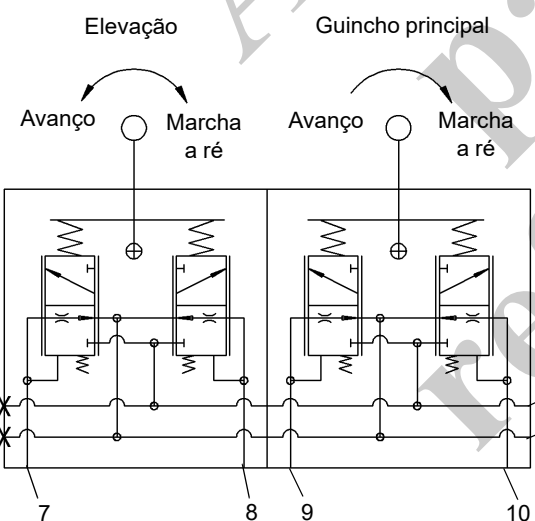 Elevação
Guincho principal
Avanço
Marcha
a ré
Avanço
Marcha
a ré
7
8
9
10